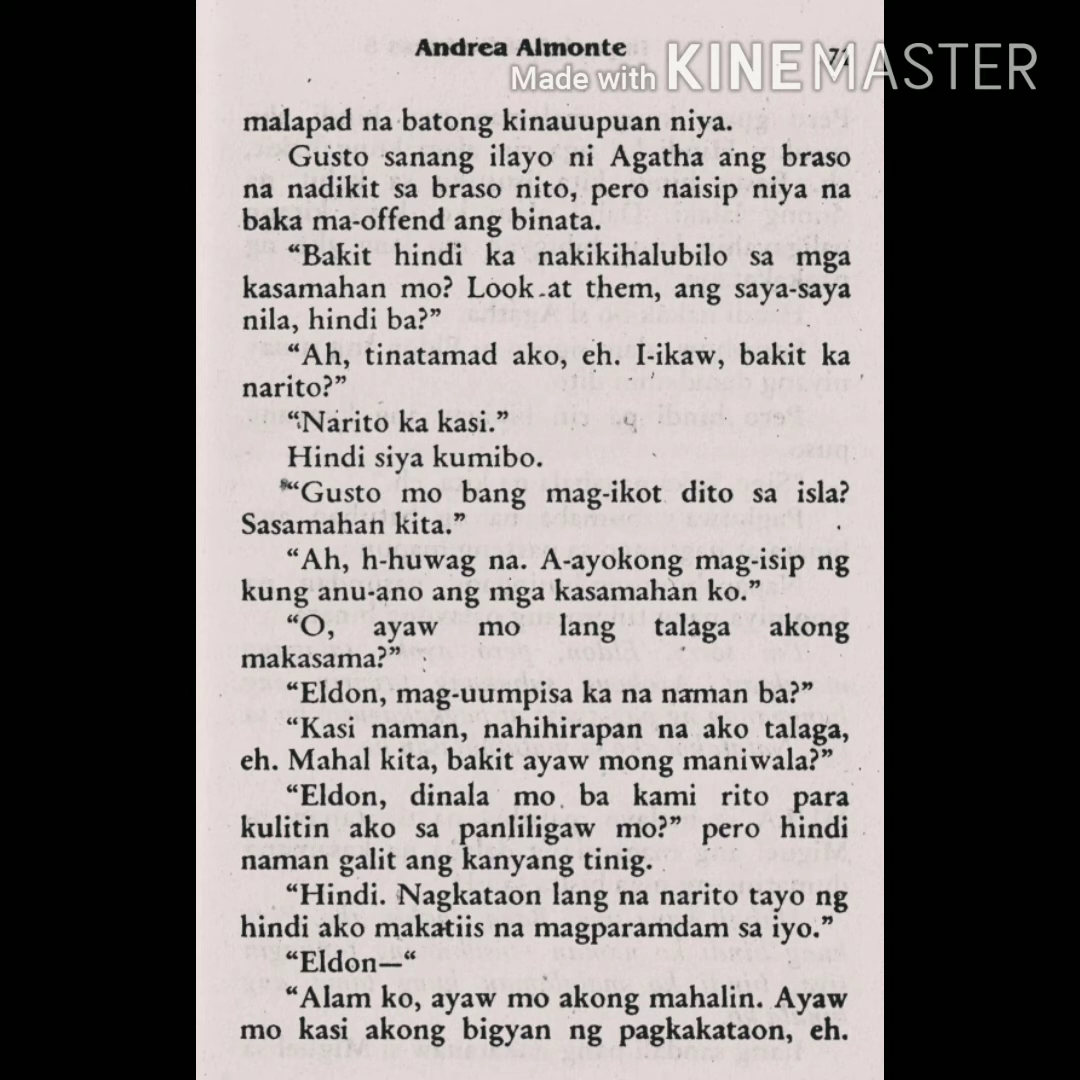 Andrea Almonte
Made with KINEMASTER
malapad na batong kinauupuan niya.
Gusto sanang ilayo ni Agatha ang braso
na nadikit sa braso nito, pero naisip niya na
baka ma-offend ang binata.
“Bakit hindi ka nakikihalubilo sa mga
kasamahan mo? Look at them, ang saya-saya
nila, hindi ba?”
“Ah, tinatamad ako, eh. I-ikaw, bakit ka
narito?”
“Narito ka kasi.”
Hindi siya kumibo.
“Gusto mo bang mag-ikot dito sa isla?
Sasamahan kita.”
“Ah, h-huwag na. A-ayokong mag-isip ng
kung anu-ano ang mga kasamahan ko.”
“O, ayaw mo lang talaga akong
makasama?”
“Eldon, mag-uumpisa ka na naman ba?”
“Kasi naman, nahihirapan na ako talaga,
eh. Mahal kita, bakit ayaw mong maniwala?”
“Eldon, dinala mo ba kami rito para
kulitin ako sa panliligaw mo?” pero hindi
naman galit ang kanyang tinig.
“Hindi. Nagkataon lang na narito tayo ng
hindi ako makatiis na magparamdam sa iyo.”
“Eldon—“
“Alam ko, ayaw mo akong mahalin. Ayaw
mo kasi akong bigyan ng pagkakataon, eh.